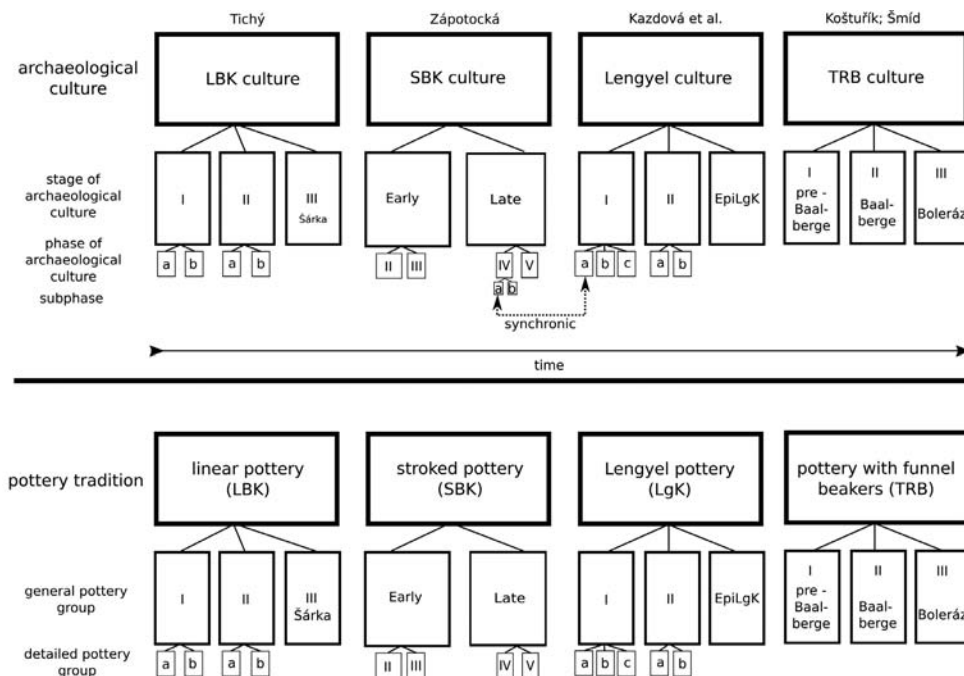 Tichý
Zápotocká
Kazdová et al.
Koštuřík; Šmíd
archaeological
culture
LBK culture
SBK culture
Lengyel culture
TRB culture
stage of
archaeological
culture
I
II
III
Šárka
Early
Late
I
II
EpiLgK
I
pre -
Baal-
berge
II
Baal-
berge
III
Boleráz
phase of
archaeological
culture
a
b
a
b
II
III
IV
V
a
b
c
a
b
subphase
a
b
synchronic
time
pottery tradition
linear pottery
(LBK)
stroked pottery
(SBK)
Lengyel pottery
(LgK)
pottery with funnel
beakers (TRB)
general pottery
group
I
II
III
Šárka
Early
Late
I
II
EpiLgK
I
pre -
Baal-
berge
II
Baal-
berge
III
Boleráz
detailed pottery
group
a
b
a
b
II
III
IV
V
a
b
c
a
b